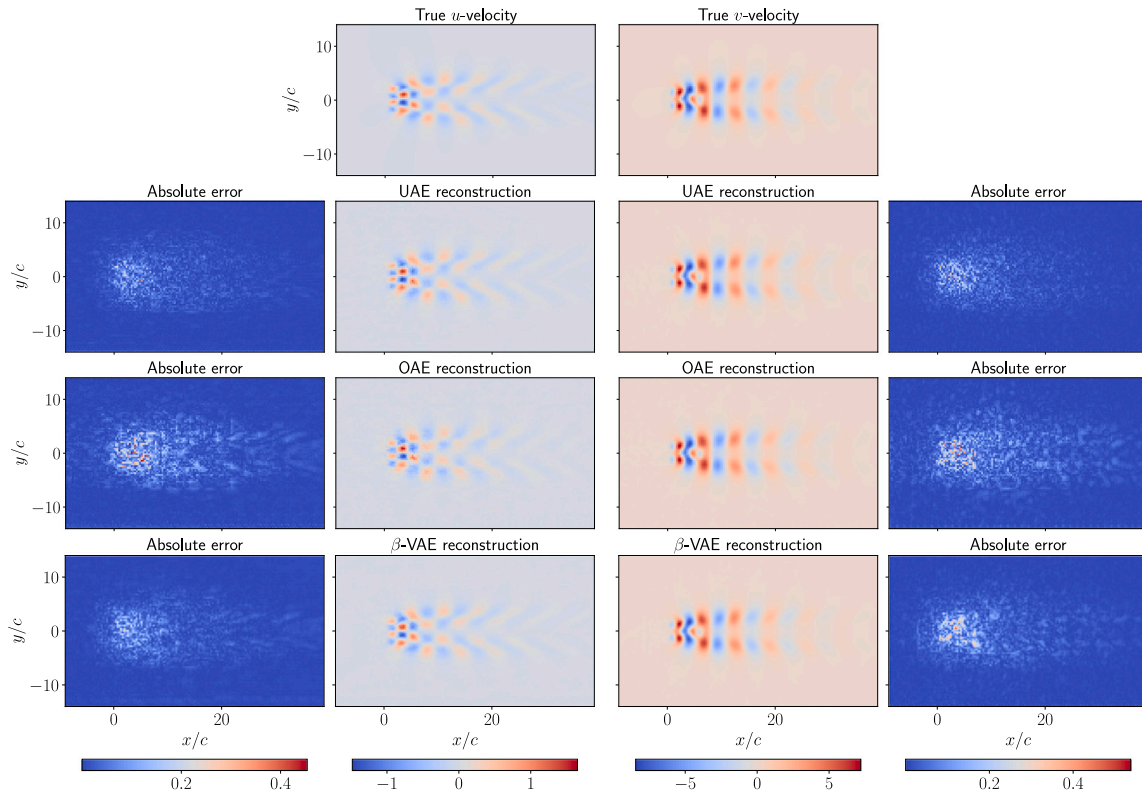 True u-velocity True v-velocity
10
0
−10
y/c
Absolute error UAE reconstruction UAE reconstruction Absolute error
10
0
−10
y/c
Absolute error OAE reconstruction OAE reconstruction Absolute error
10
0
−10
y/c
Absolute error β-VAE reconstruction β-VAE reconstruction Absolute error
10
0
−10
y/c
0 20 0 20 0 20 0 20
x/c x/c x/c x/c
0.2 0.4 −1 0 1 −5 0 5 0.2 0.4